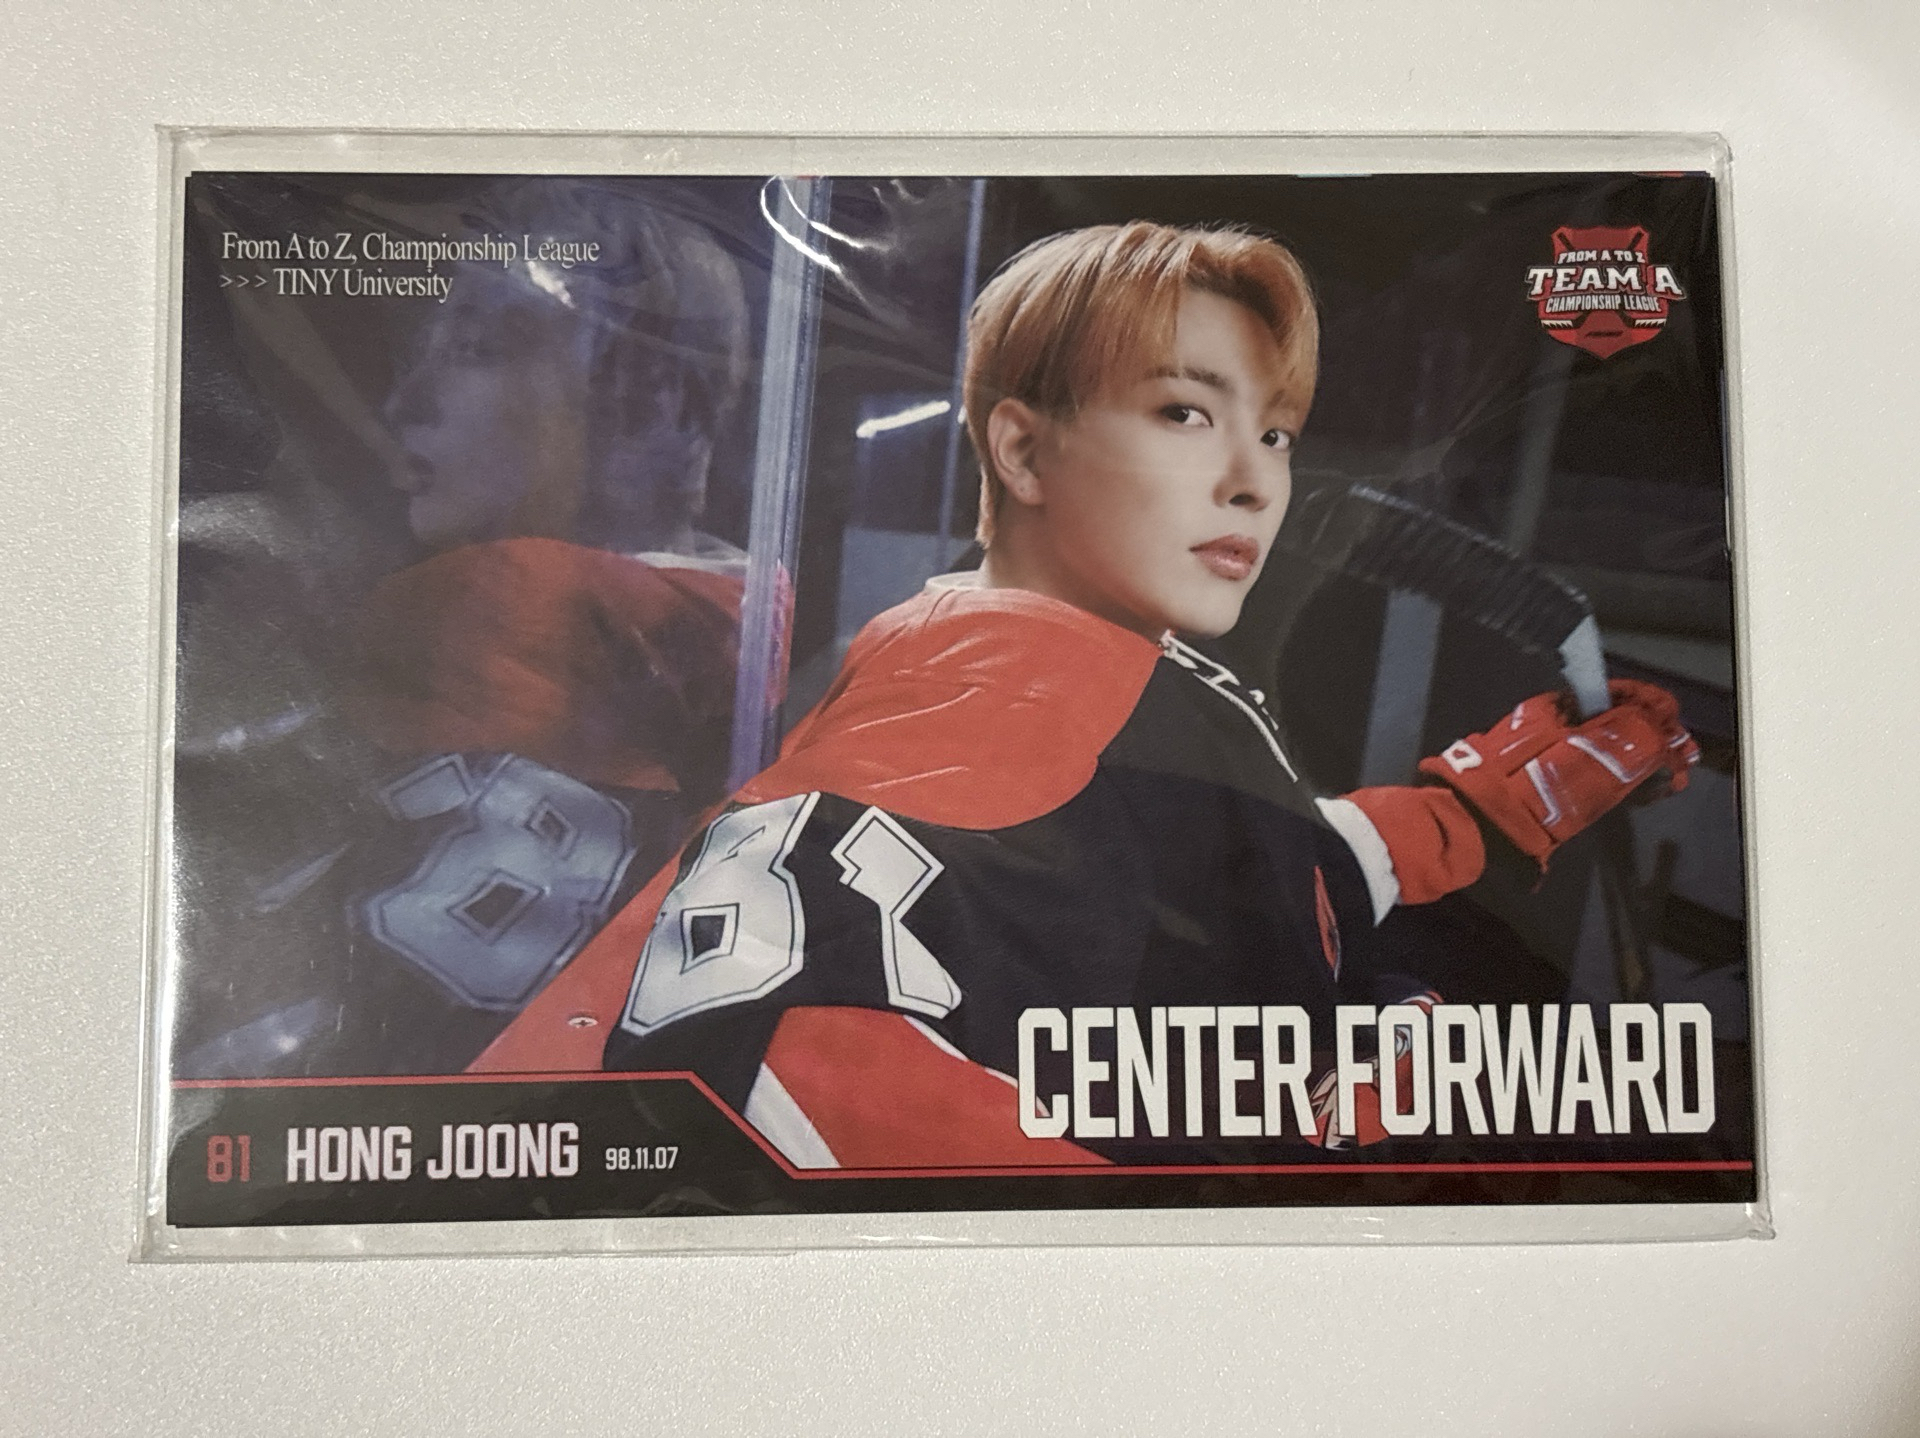 From A to Z, Championship League
>>> TINY University
FROM A TO Z
TEAM A
CHAMPIONSHIP LEAGUE
81
CENTER FORWARD
81 HONG JOONG 98.11.07